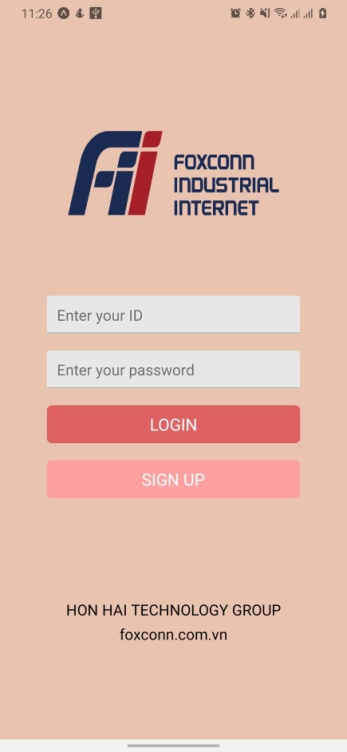 11:26
FOXCONN
INDUSTRIAL
INTERNET
Enter your ID
Enter your password
LOGIN
SIGN UP
HON HAI TECHNOLOGY GROUP
foxconn.com.vn